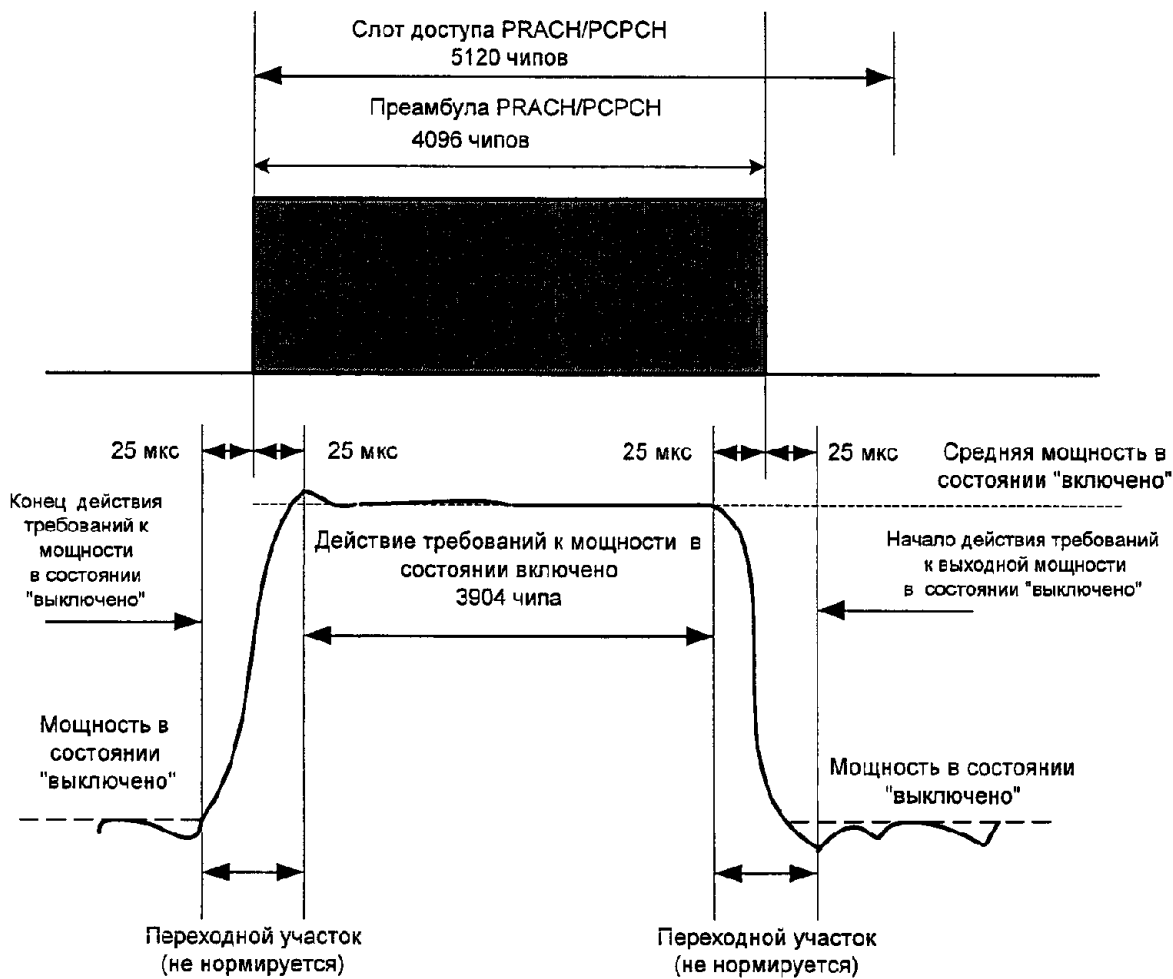 Слот доступа PRACH/PCPCH
5120 чипов
Преамбула PRACH/PCPCH
4096 чипов
25 мкс
25 мкс
25 мкс
25 мкс
Средняя мощность в
состоянии "включено"
Конец действия
требований к
мощности
в состоянии
"выключено"
Действие требований к мощности в
состоянии включено
3904 чипа
Начало действия требований
к выходной мощности
в состоянии "выключено"
Мощность в
состоянии
"выключено"
Мощность в состоянии
"выключено"
Переходной участок
(не нормируется)
Переходной участок
(не нормируется)